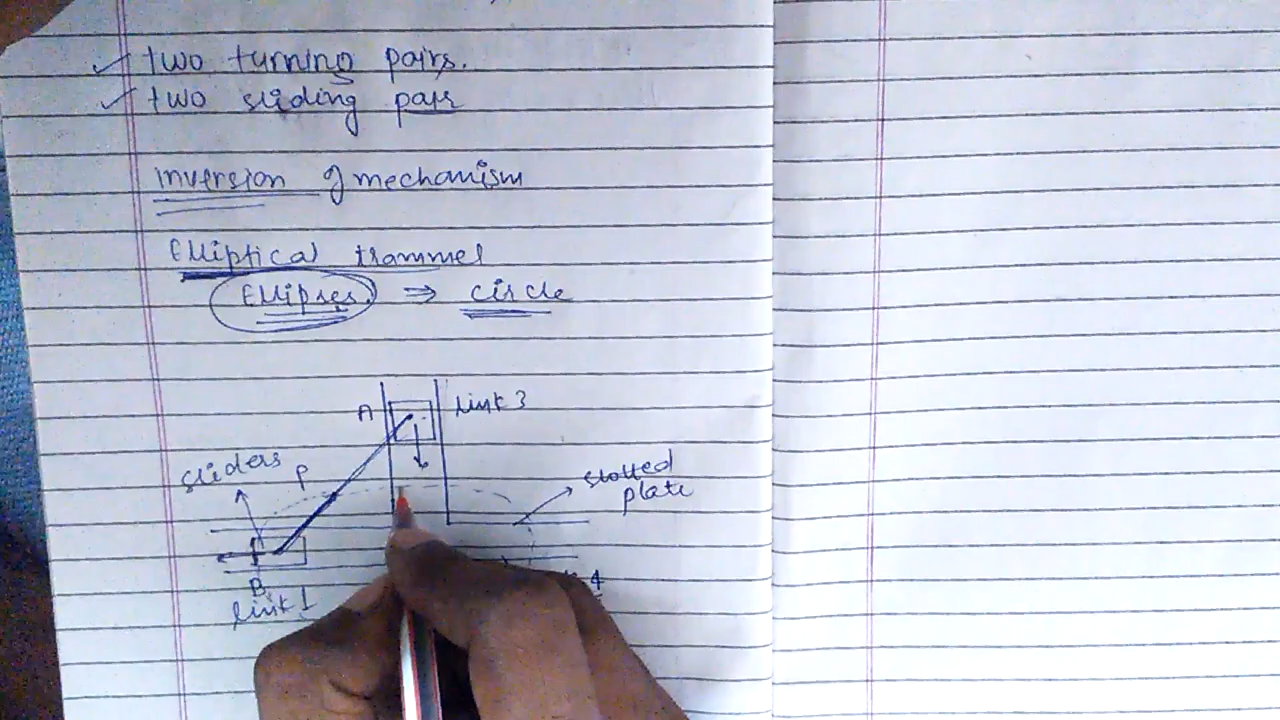 two turning pairs.
two sliding pair
inversion of mechanism
Elliptical trammel
Ellipses. ⇒ circle
A
Link 3
sliders
P
slotted
plate
B
link 1
4